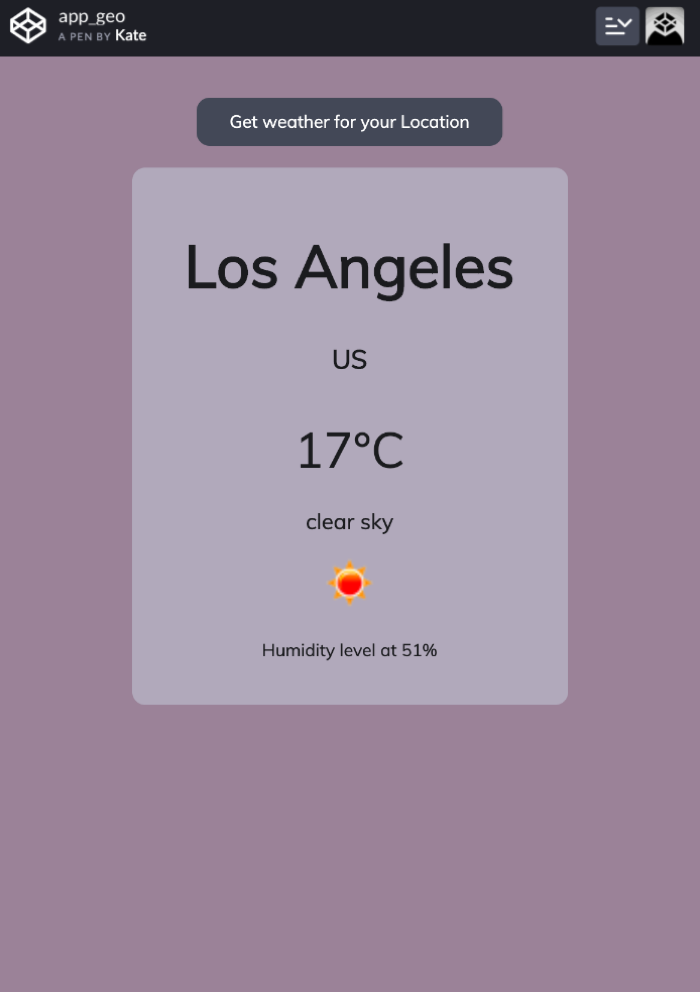 app_geo
A PEN BY Kate
Get weather for your Location
Los Angeles
US
17°C
clear sky
Humidity level at 51%